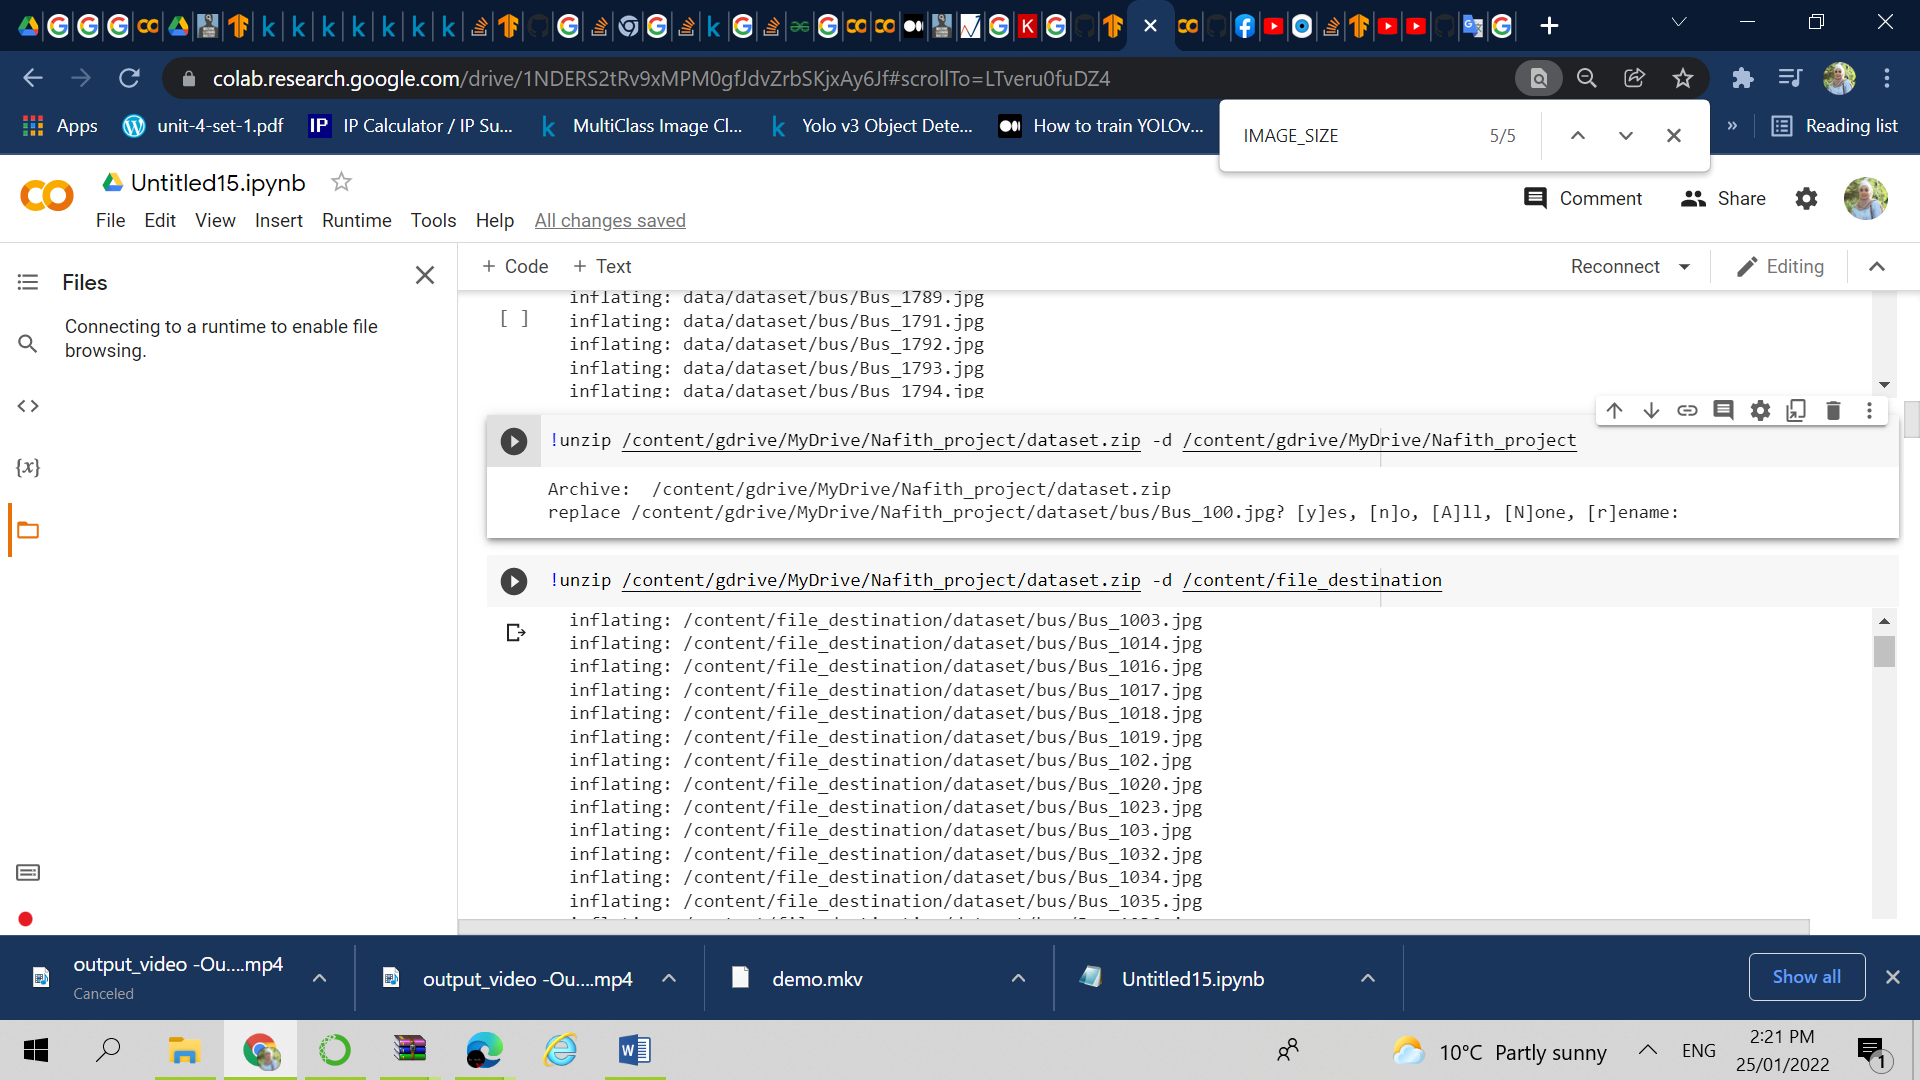 colab.research.google.com/drive/1NDERS2tRv9xMPM0gfJdvZrbSKjxAy6Jf#scrollTo=LTveru0fuDZ4
Apps
unit-4-set-1.pdf
IP Calculator / IP Su...
MultiClass Image Cl...
Yolo v3 Object Dete...
How to train YOLOv...
»
Reading list
IMAGE_SIZE 5/5
Untitled15.ipynb
File Edit View Insert Runtime Tools Help All changes saved
Comment Share
Files
Connecting to a runtime to enable file
browsing.
+ Code + Text
Reconnect Editing
inflating: data/dataset/bus/Bus_1789.jpg
[ ] inflating: data/dataset/bus/Bus_1791.jpg
inflating: data/dataset/bus/Bus_1792.jpg
inflating: data/dataset/bus/Bus_1793.jpg
inflating: data/dataset/bus/Bus_1794.jpg
!unzip /content/gdrive/MyDrive/Nafith_project/dataset.zip -d /content/gdrive/MyDrive/Nafith_project
Archive:  /content/gdrive/MyDrive/Nafith_project/dataset.zip
replace /content/gdrive/MyDrive/Nafith_project/dataset/bus/Bus_100.jpg? [y]es, [n]o, [A]ll, [N]one, [r]ename:
!unzip /content/gdrive/MyDrive/Nafith_project/dataset.zip -d /content/file_destination
inflating: /content/file_destination/dataset/bus/Bus_1003.jpg
inflating: /content/file_destination/dataset/bus/Bus_1014.jpg
inflating: /content/file_destination/dataset/bus/Bus_1016.jpg
inflating: /content/file_destination/dataset/bus/Bus_1017.jpg
inflating: /content/file_destination/dataset/bus/Bus_1018.jpg
inflating: /content/file_destination/dataset/bus/Bus_1019.jpg
inflating: /content/file_destination/dataset/bus/Bus_102.jpg
inflating: /content/file_destination/dataset/bus/Bus_1020.jpg
inflating: /content/file_destination/dataset/bus/Bus_1023.jpg
inflating: /content/file_destination/dataset/bus/Bus_103.jpg
inflating: /content/file_destination/dataset/bus/Bus_1032.jpg
inflating: /content/file_destination/dataset/bus/Bus_1034.jpg
inflating: /content/file_destination/dataset/bus/Bus_1035.jpg
{x}
output_video -Ou....mp4
Canceled
output_video -Ou....mp4
demo.mkv
Untitled15.ipynb
Show all
10°C Partly sunny
ENG
2:21 PM
25/01/2022
1